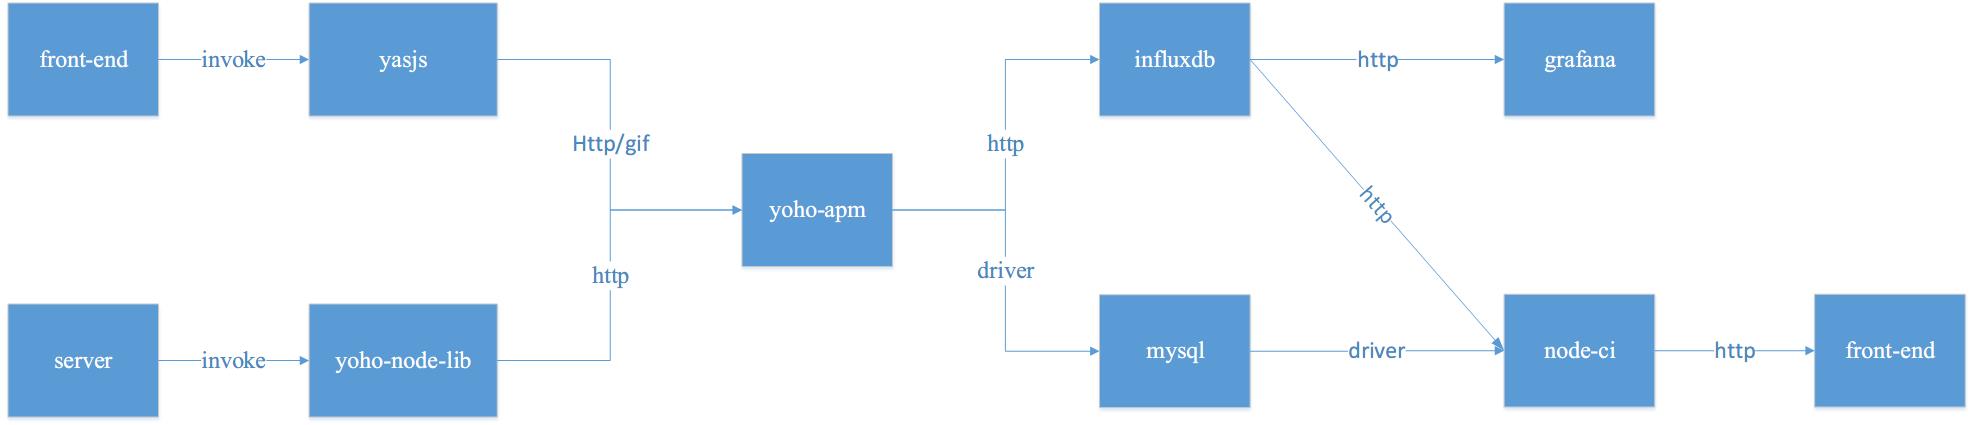 front-end
invoke
yasjs
influxdb
http
grafana
Http/gif
http
http
yoho-apm
driver
http
server
invoke
yoho-node-lib
mysql
driver
node-ci
http
front-end